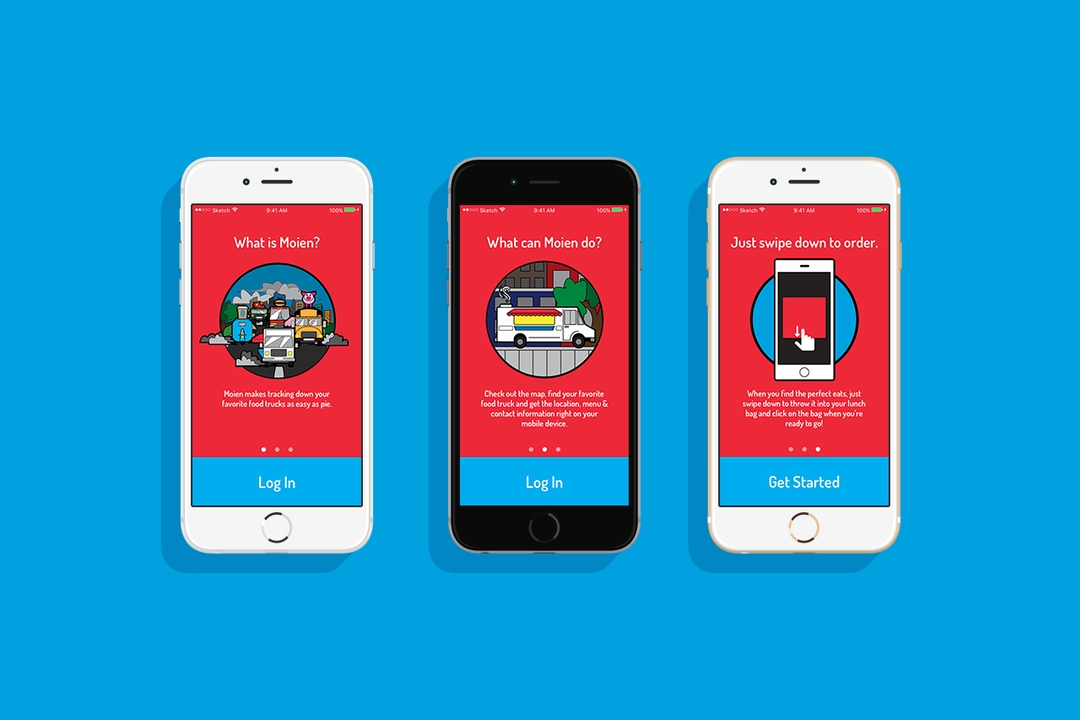 Sketch 9:41 AM 100%
What is Moien?
Moien makes tracking down your
favorite food trucks as easy as pie.
Log In
Sketch 9:41 AM 100%
What can Moien do?
Check out the map, find your favorite
food truck and get the location, menu &
contact information right on your
mobile device.
Log In
Sketch 9:41 AM 100%
Just swipe down to order.
When you find the perfect eats, just
swipe down to throw it into your lunch
bag and click on the bag when you're
ready to go!
Get Started